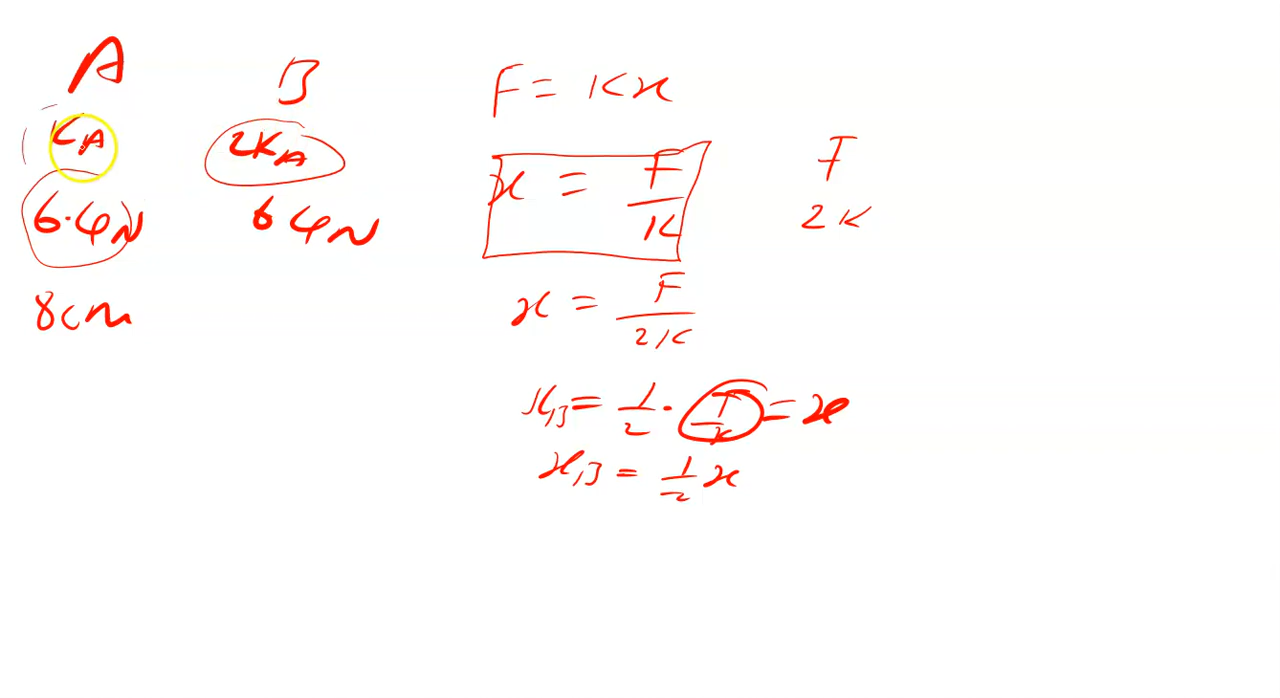 A B
KA 2KA
6.4N 6 4N
8cm
F = Kx
x = F/K
F
2K
x = F/2K
xB = 1/2 · F/K = x
xB = 1/2 x